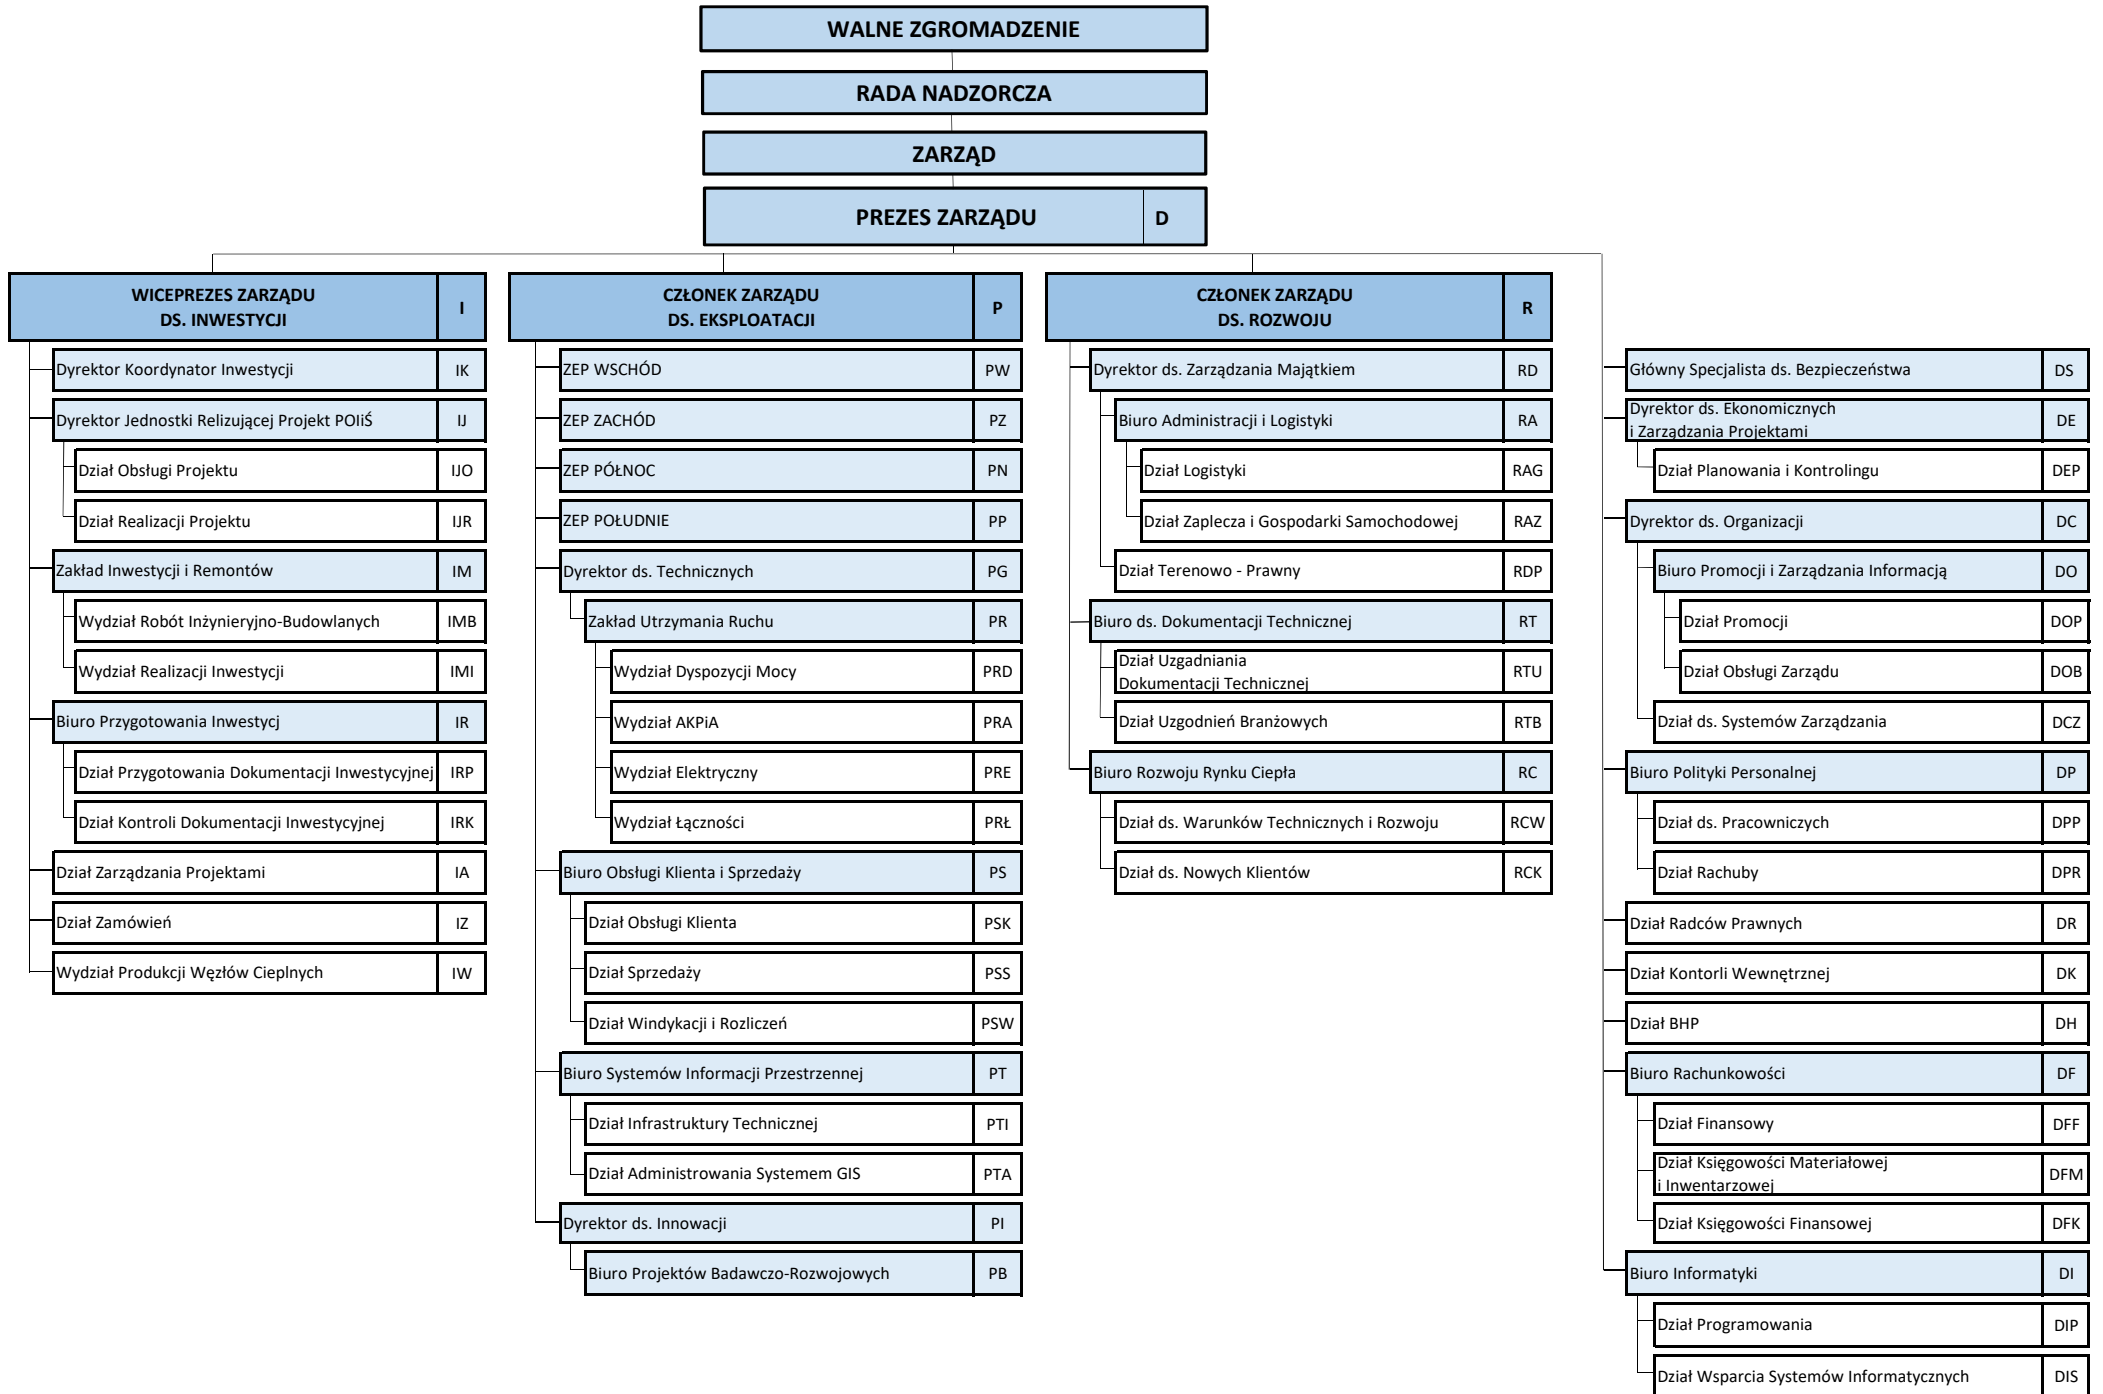 WALNE ZGROMADZENIE
RADA NADZORCZA
ZARZĄD
PREZES ZARZĄDU D
WICEPREZES ZARZĄDU
DS. INWESTYCJI I
Dyrektor Koordynator Inwestycji IK
Dyrektor Jednostki Relizującej Projekt POIiŚ IJ
Dział Obsługi Projektu IJO
Dział Realizacji Projektu IJR
Zakład Inwestycji i Remontów IM
Wydział Robót Inżynieryjno-Budowlanych IMB
Wydział Realizacji Inwestycji IMI
Biuro Przygotowania Inwestycj IR
Dział Przygotowania Dokumentacji Inwestycyjnej IRP
Dział Kontroli Dokumentacji Inwestycyjnej IRK
Dział Zarządzania Projektami IA
Dział Zamówień IZ
Wydział Produkcji Węzłów Cieplnych IW
CZŁONEK ZARZĄDU
DS. EKSPLOATACJI P
ZEP WSCHÓD PW
ZEP ZACHÓD PZ
ZEP PÓŁNOC PN
ZEP POŁUDNIE PP
Dyrektor ds. Technicznych PG
Zakład Utrzymania Ruchu PR
Wydział Dyspozycji Mocy PRD
Wydział AKPiA PRA
Wydział Elektryczny PRE
Wydział Łączności PRŁ
Biuro Obsługi Klienta i Sprzedaży PS
Dział Obsługi Klienta PSK
Dział Sprzedaży PSS
Dział Windykacji i Rozliczeń PSW
Biuro Systemów Informacji Przestrzennej PT
Dział Infrastruktury Technicznej PTI
Dział Administrowania Systemem GIS PTA
Dyrektor ds. Innowacji PI
Biuro Projektów Badawczo-Rozwojowych PB
CZŁONEK ZARZĄDU
DS. ROZWOJU R
Dyrektor ds. Zarządzania Majątkiem RD
Biuro Administracji i Logistyki RA
Dział Logistyki RAG
Dział Zaplecza i Gospodarki Samochodowej RAZ
Dział Terenowo - Prawny RDP
Biuro ds. Dokumentacji Technicznej RT
Dział Uzgadniania
Dokumentacji Technicznej RTU
Dział Uzgodnień Branżowych RTB
Biuro Rozwoju Rynku Ciepła RC
Dział ds. Warunków Technicznych i Rozwoju RCW
Dział ds. Nowych Klientów RCK
Główny Specjalista ds. Bezpieczeństwa DS
Dyrektor ds. Ekonomicznych
i Zarządzania Projektami DE
Dział Planowania i Kontrolingu DEP
Dyrektor ds. Organizacji DC
Biuro Promocji i Zarządzania Informacją DO
Dział Promocji DOP
Dział Obsługi Zarządu DOB
Dział ds. Systemów Zarządzania DCZ
Biuro Polityki Personalnej DP
Dział ds. Pracowniczych DPP
Dział Rachuby DPR
Dział Radców Prawnych DR
Dział Kontorli Wewnętrznej DK
Dział BHP DH
Biuro Rachunkowości DF
Dział Finansowy DFF
Dział Księgowości Materiałowej
i Inwentarzowej DFM
Dział Księgowości Finansowej DFK
Biuro Informatyki DI
Dział Programowania DIP
Dział Wsparcia Systemów Informatycznych DIS